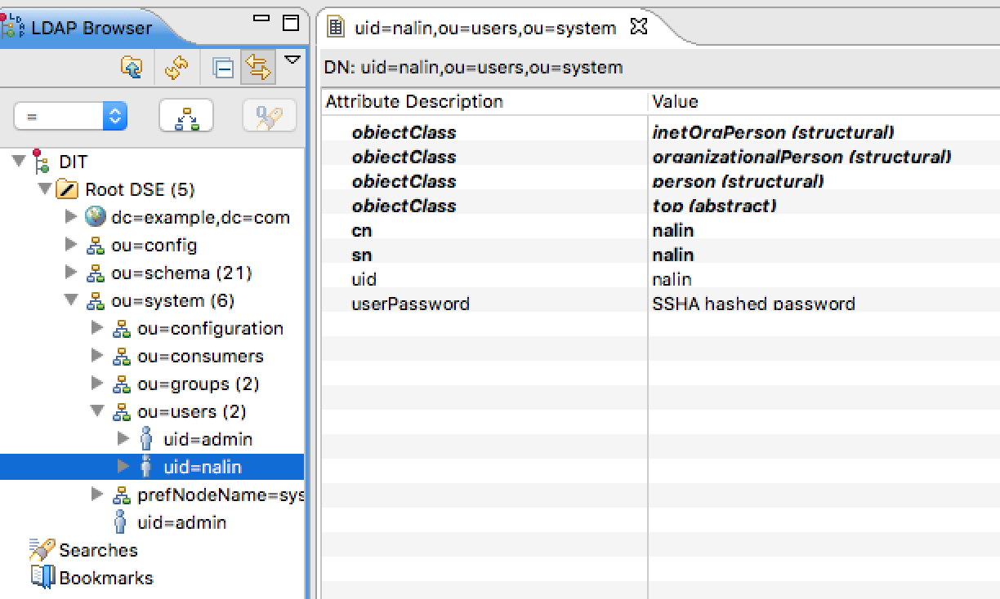 LDAP Browser
=
DIT
Root DSE (5)
dc=example,dc=com
ou=config
ou=schema (21)
ou=system (6)
ou=configuration
ou=consumers
ou=groups (2)
ou=users (2)
uid=admin
uid=nalin
prefNodeName=sys
uid=admin
Searches
Bookmarks
uid=nalin,ou=users,ou=system
DN: uid=nalin,ou=users,ou=system
Attribute Description Value
objectClass inetOrgPerson (structural)
objectClass organizationalPerson (structural)
objectClass person (structural)
objectClass top (abstract)
cn nalin
sn nalin
uid nalin
userPassword SSHA hashed password